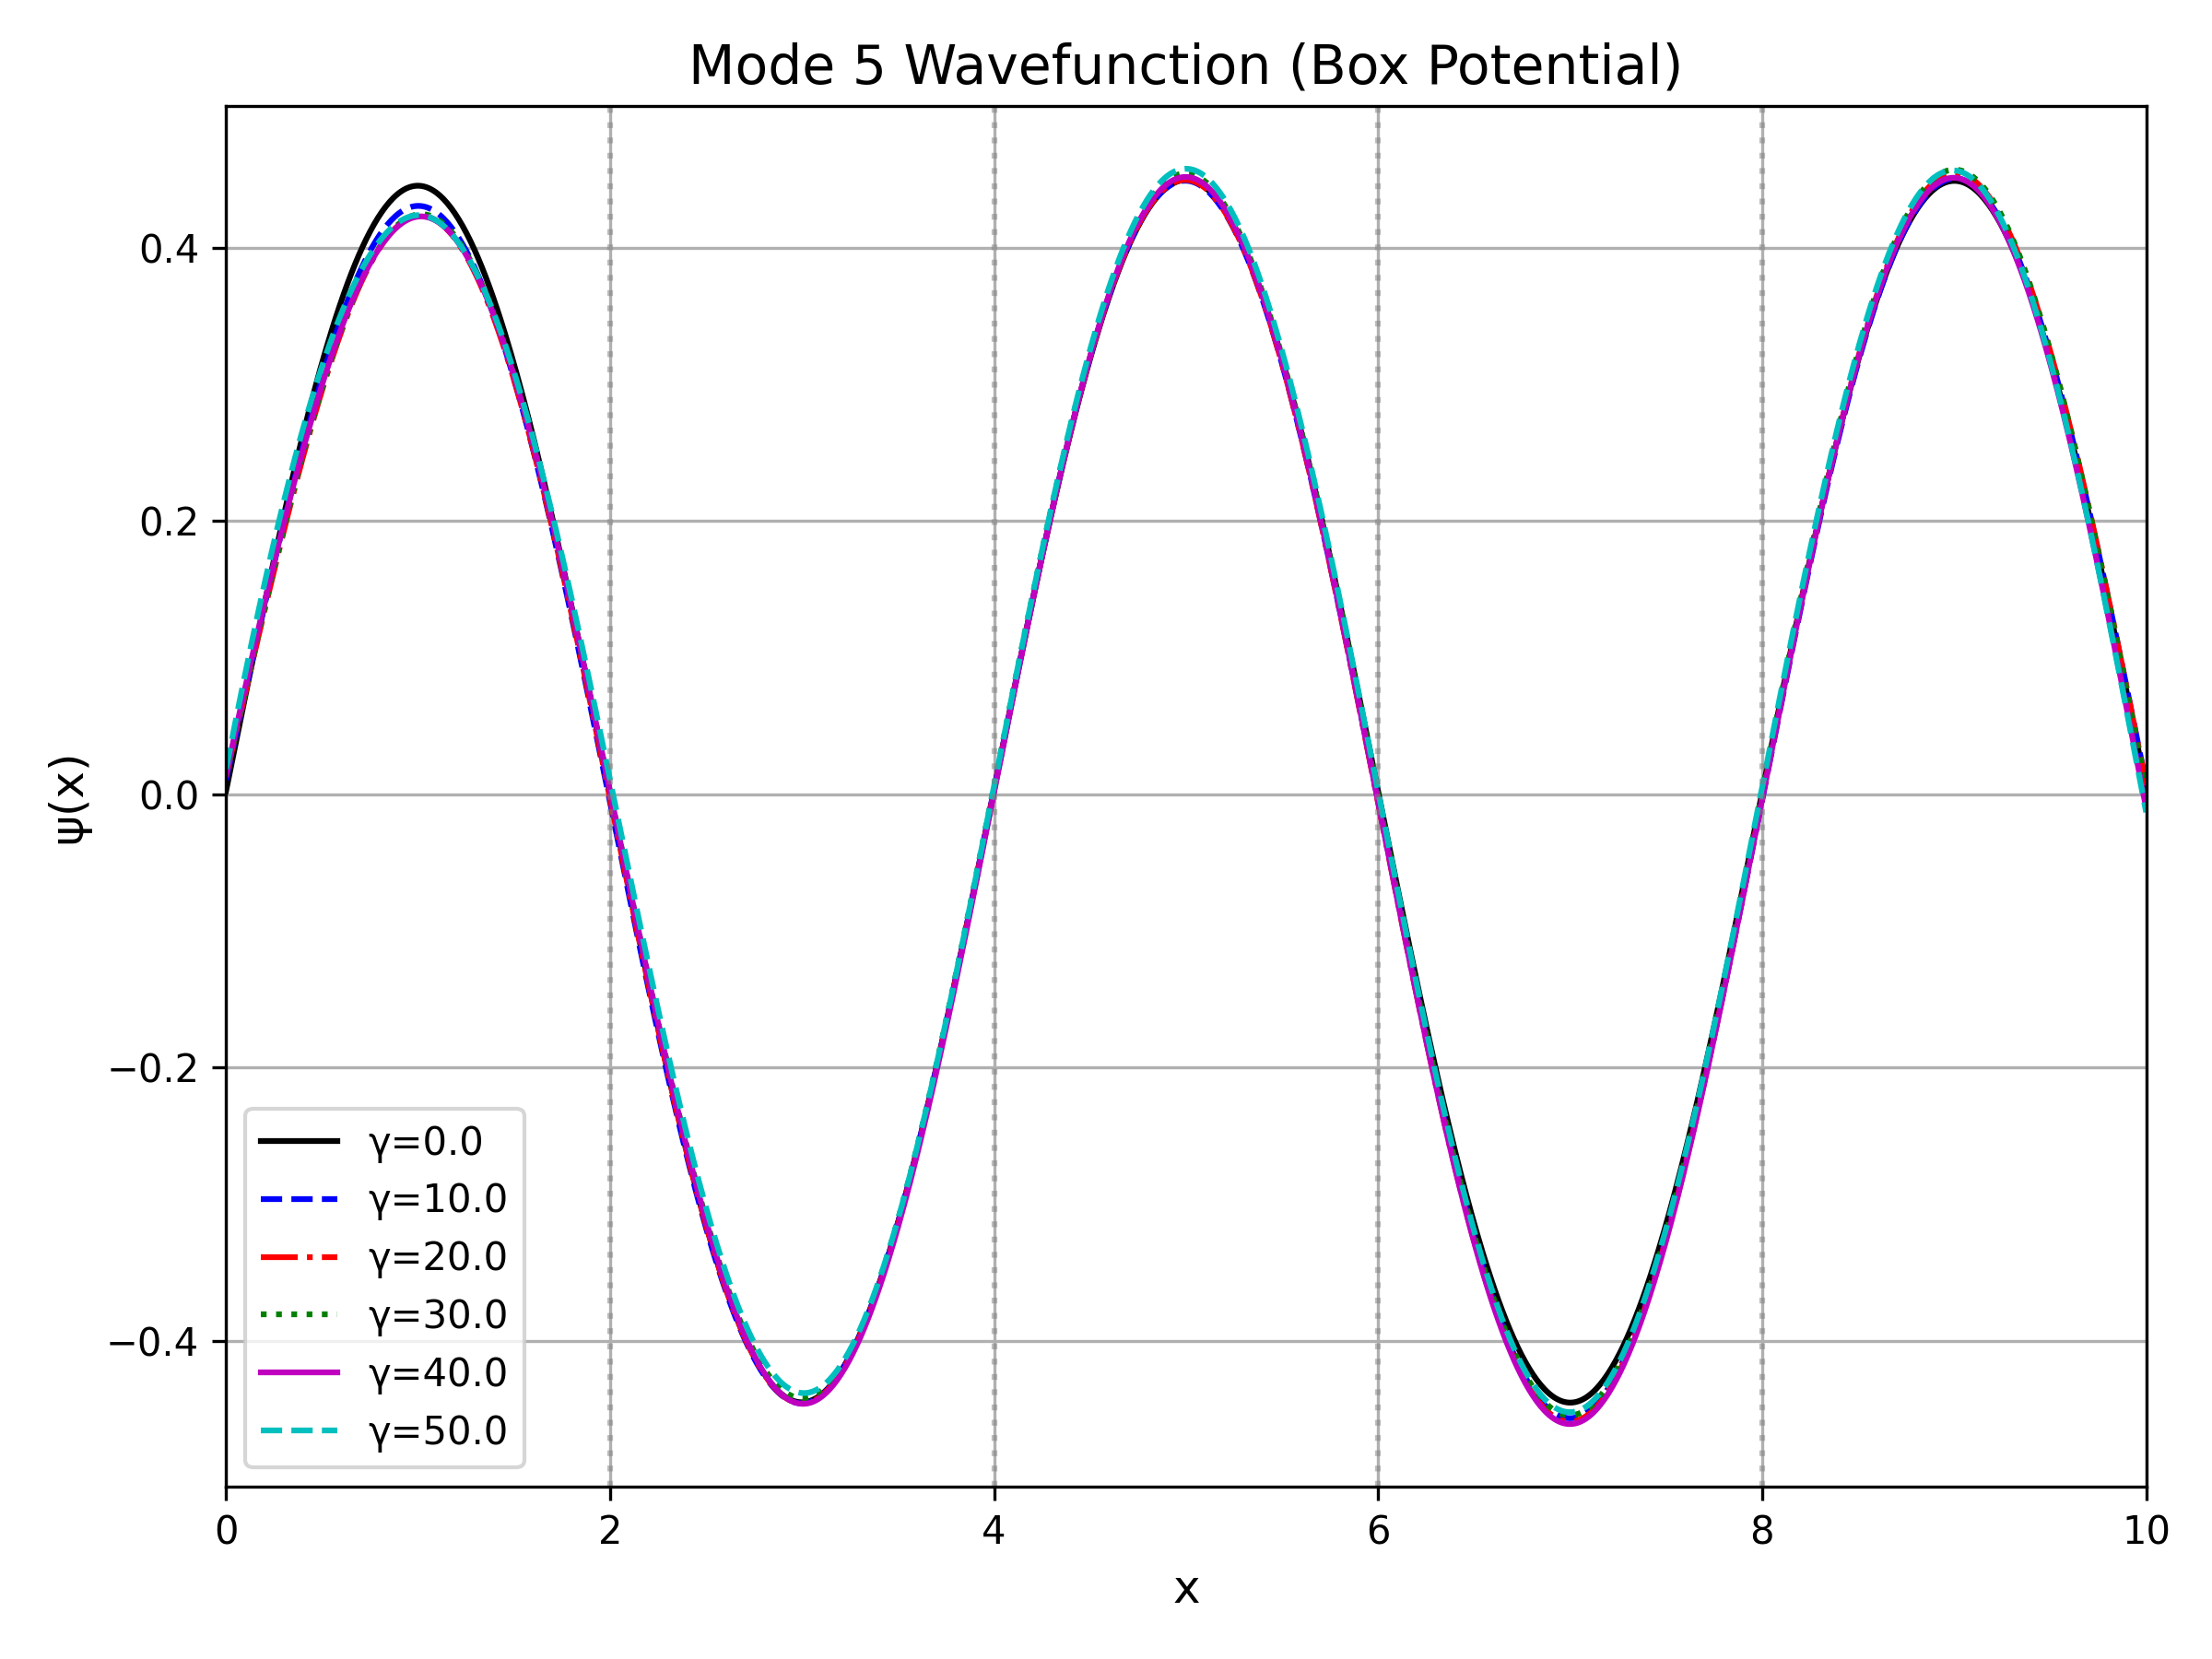 Mode 5 Wavefunction (Box Potential)
ψ(x)
0.4
0.2
0.0
−0.2
−0.4
γ=0.0
γ=10.0
γ=20.0
γ=30.0
γ=40.0
γ=50.0
0 2 4 6 8 10
x